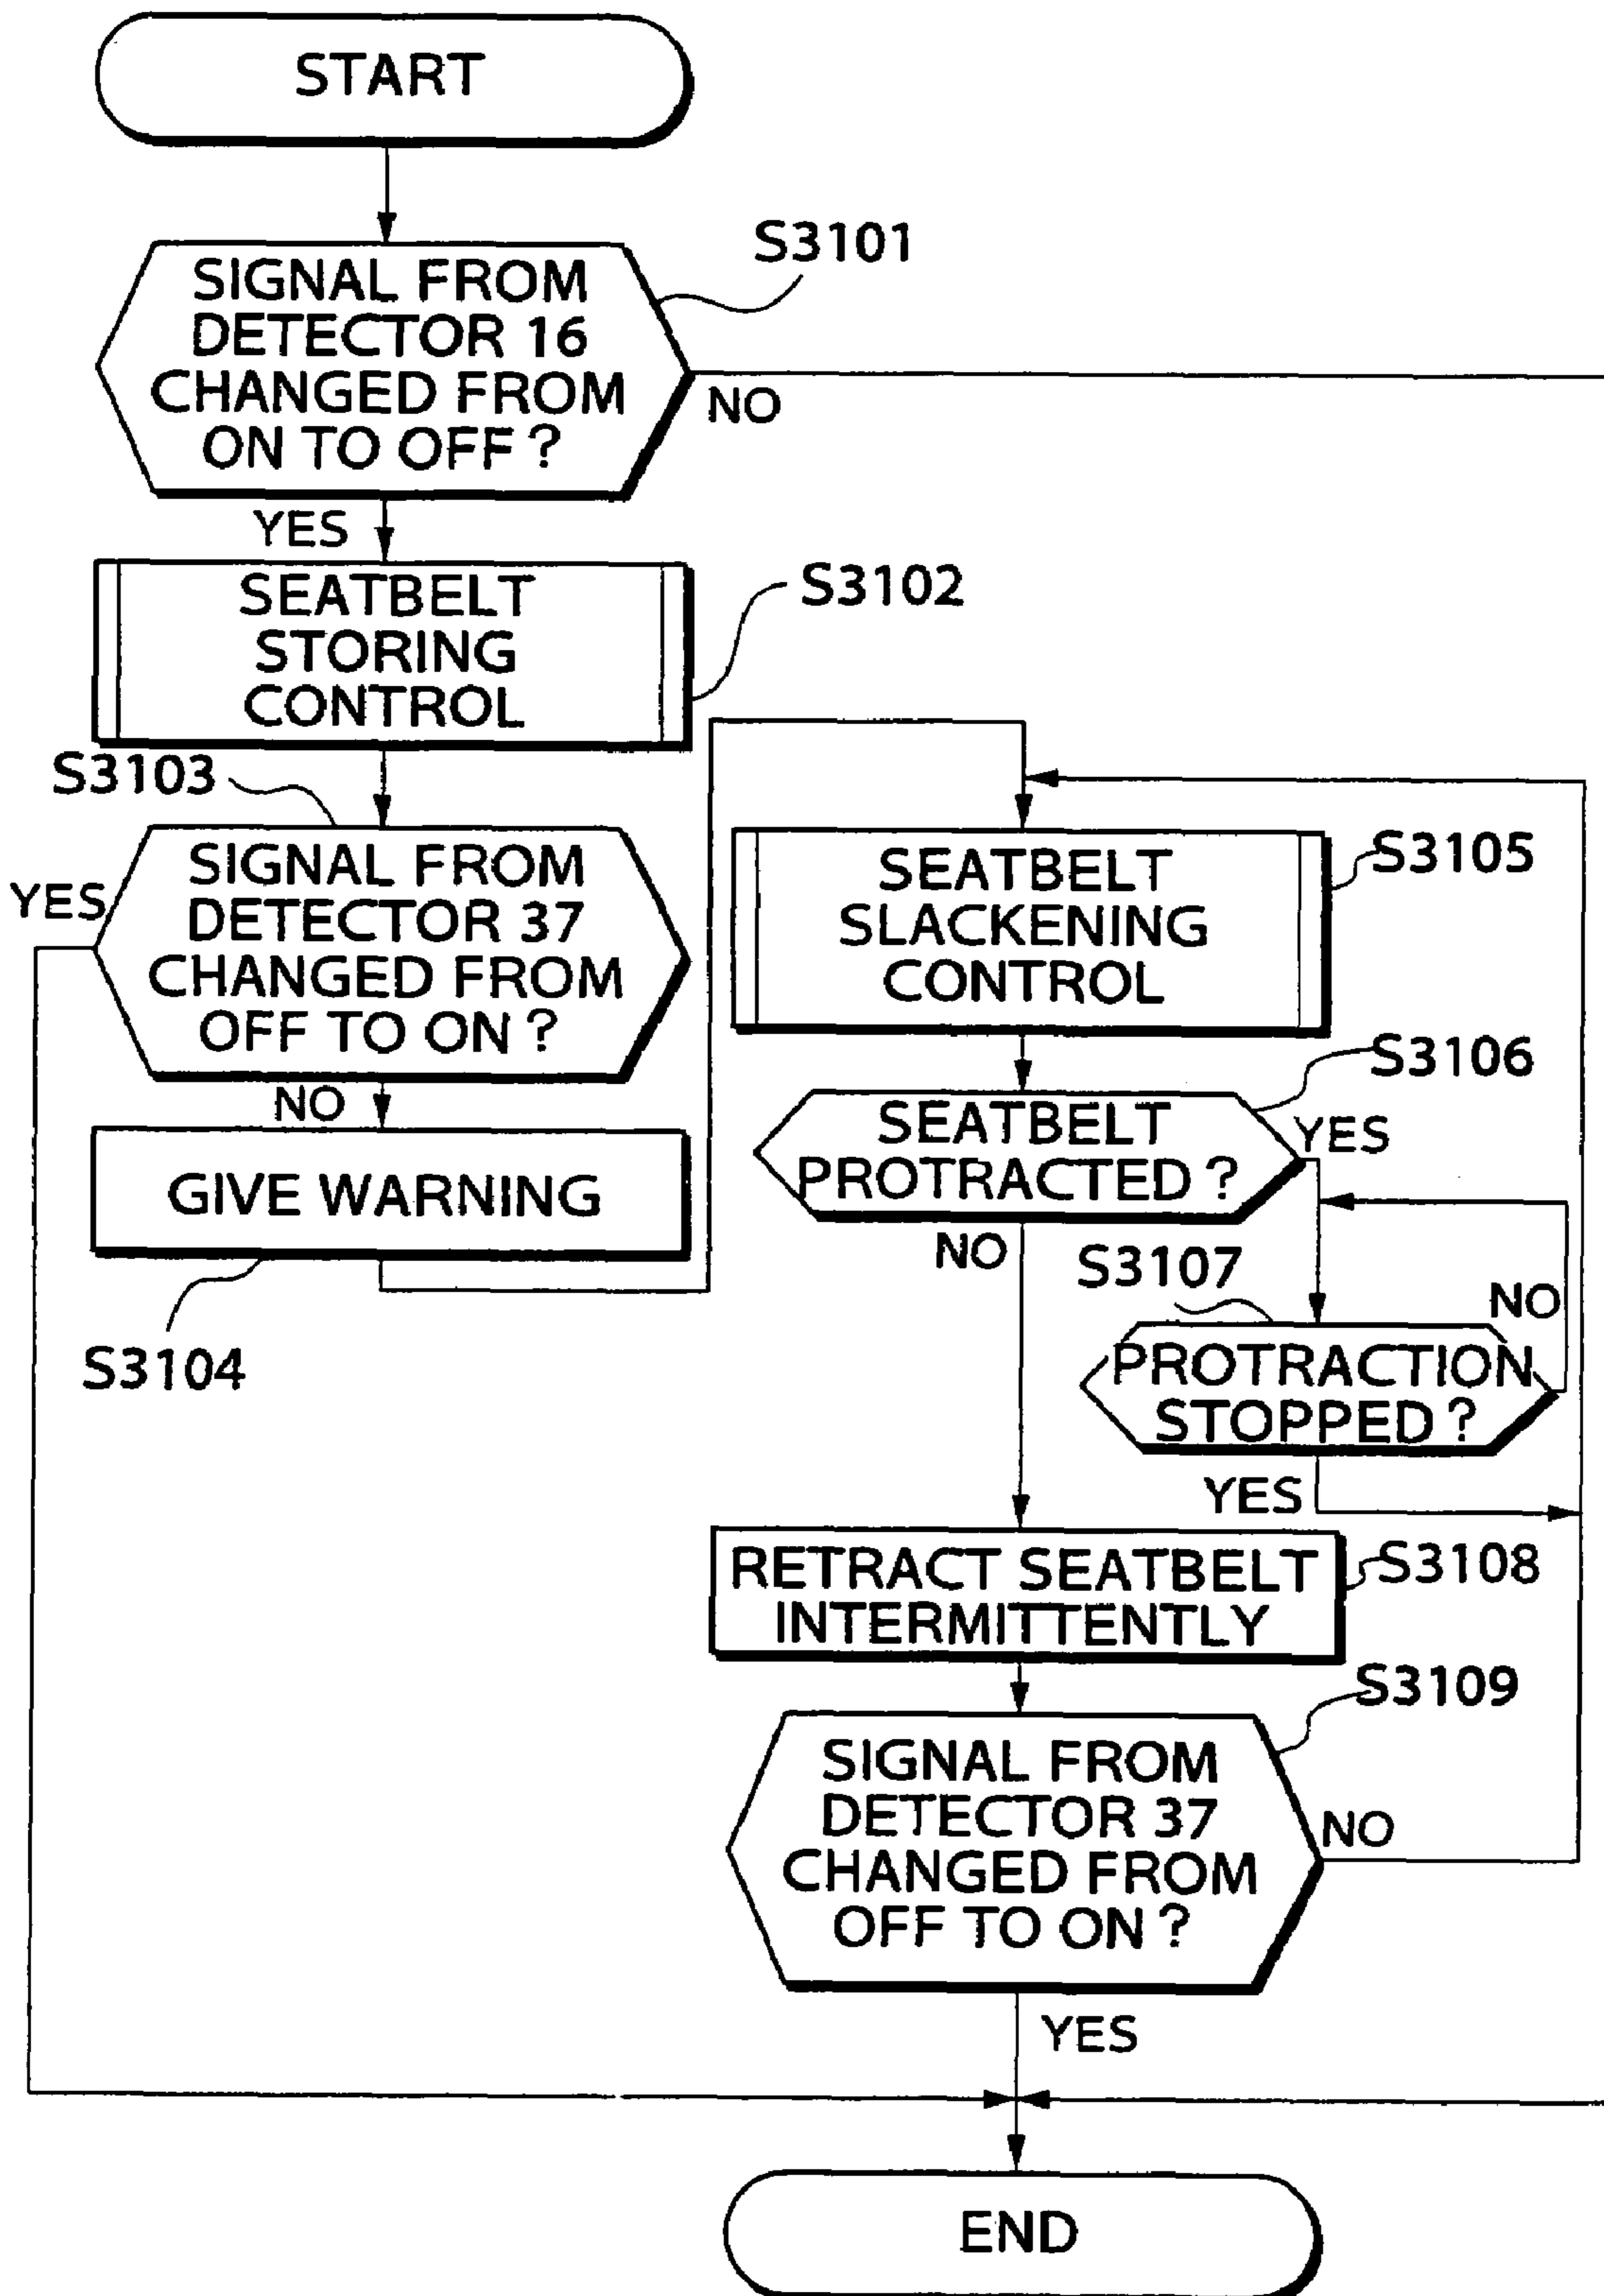 START
S3101
SIGNAL FROM
DETECTOR 16
CHANGED FROM
ON TO OFF ?
NO
YES
SEATBELT
STORING
CONTROL
S3102
S3103
SIGNAL FROM
DETECTOR 37
CHANGED FROM
OFF TO ON ?
YES
NO
GIVE WARNING
S3104
SEATBELT
SLACKENING
CONTROL
S3105
S3106
SEATBELT
PROTRACTED ?
YES
NO
S3107
NO
PROTRACTION
STOPPED ?
YES
RETRACT SEATBELT
INTERMITTENTLY
S3108
S3109
SIGNAL FROM
DETECTOR 37
CHANGED FROM
OFF TO ON ?
NO
YES
END